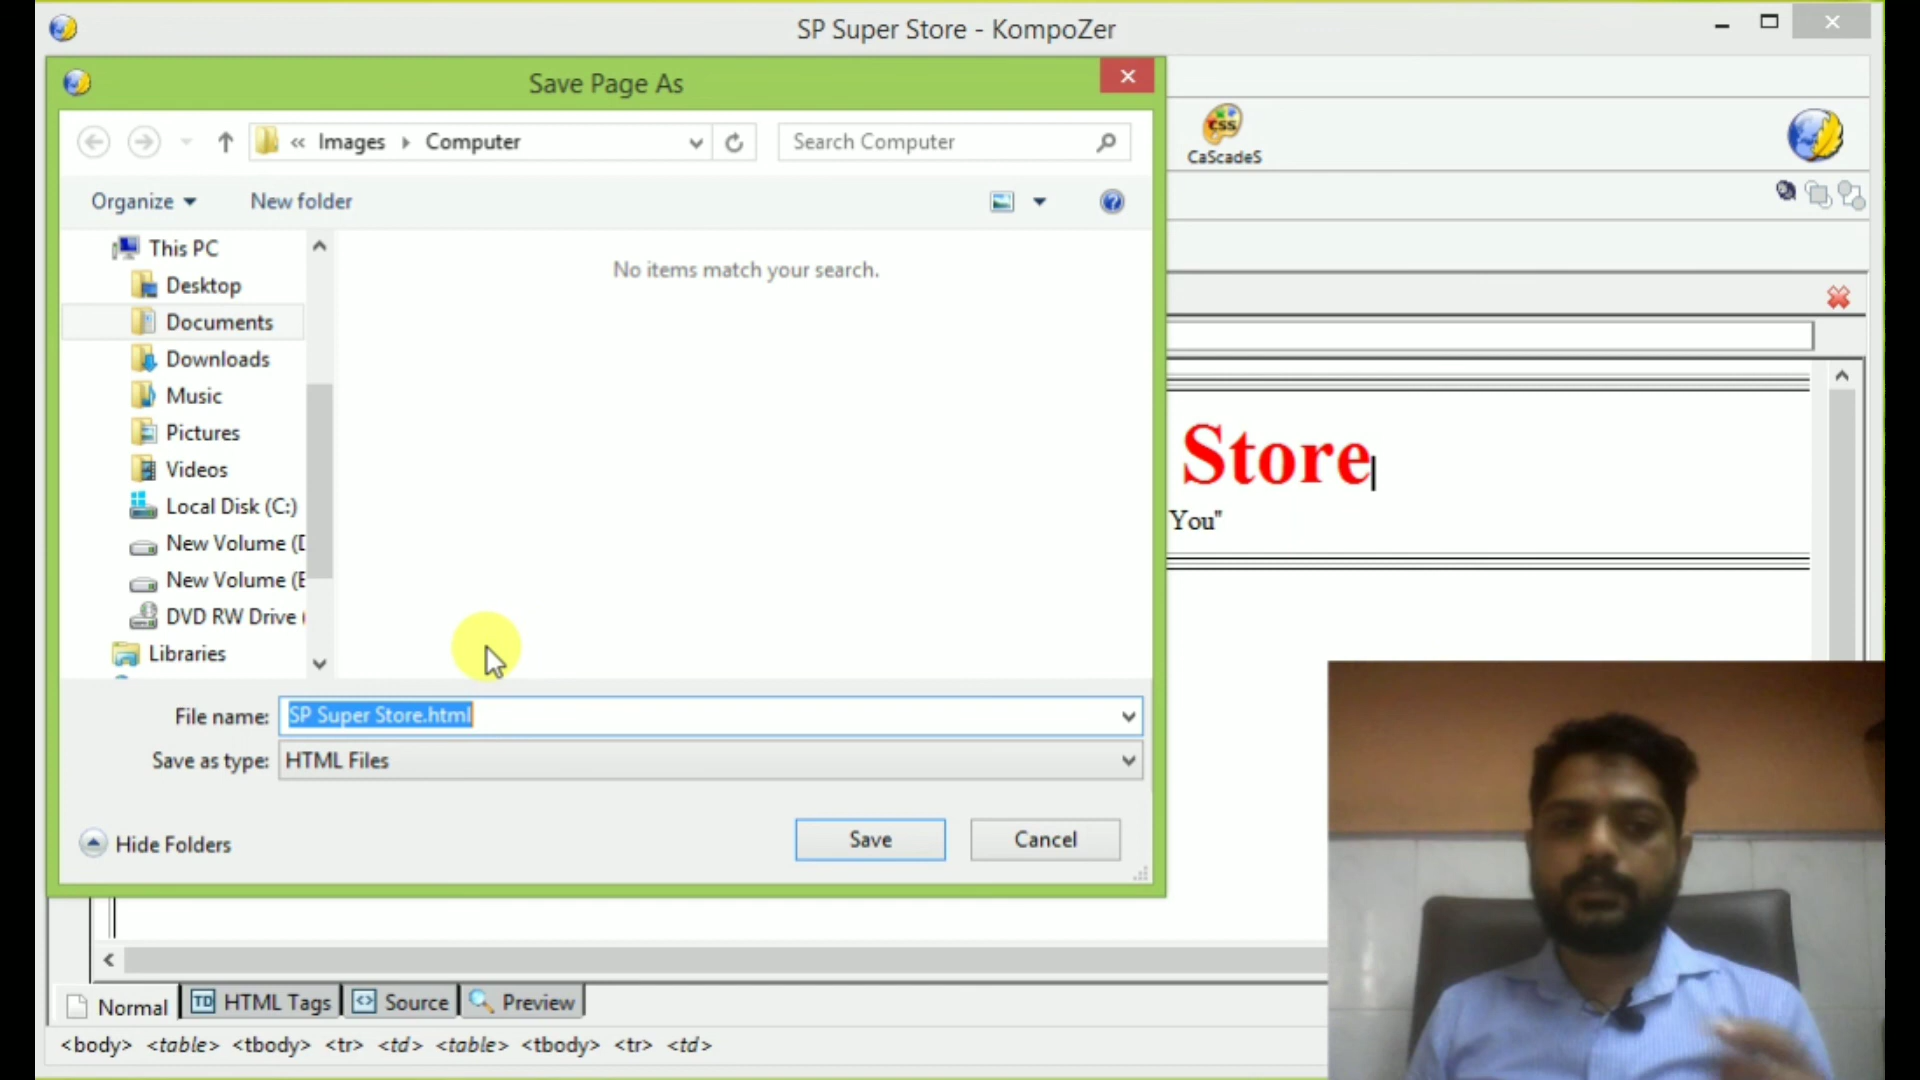 SP Super Store - KompoZer
Save Page As
« Images Computer
Search Computer
Organize
New folder
This PC
Desktop
Documents
Downloads
Music
Pictures
Videos
Local Disk (C:)
New Volume (D
New Volume (E
DVD RW Drive (
Libraries
No items match your search.
File name: SP Super Store.html
Save as type: HTML Files
Hide Folders
Save
Cancel
CSS
CaScadeS
Store
You"
Normal
TD HTML Tags
Source
Preview
<body> <table> <tbody> <tr> <td> <table> <tbody> <tr> <td>